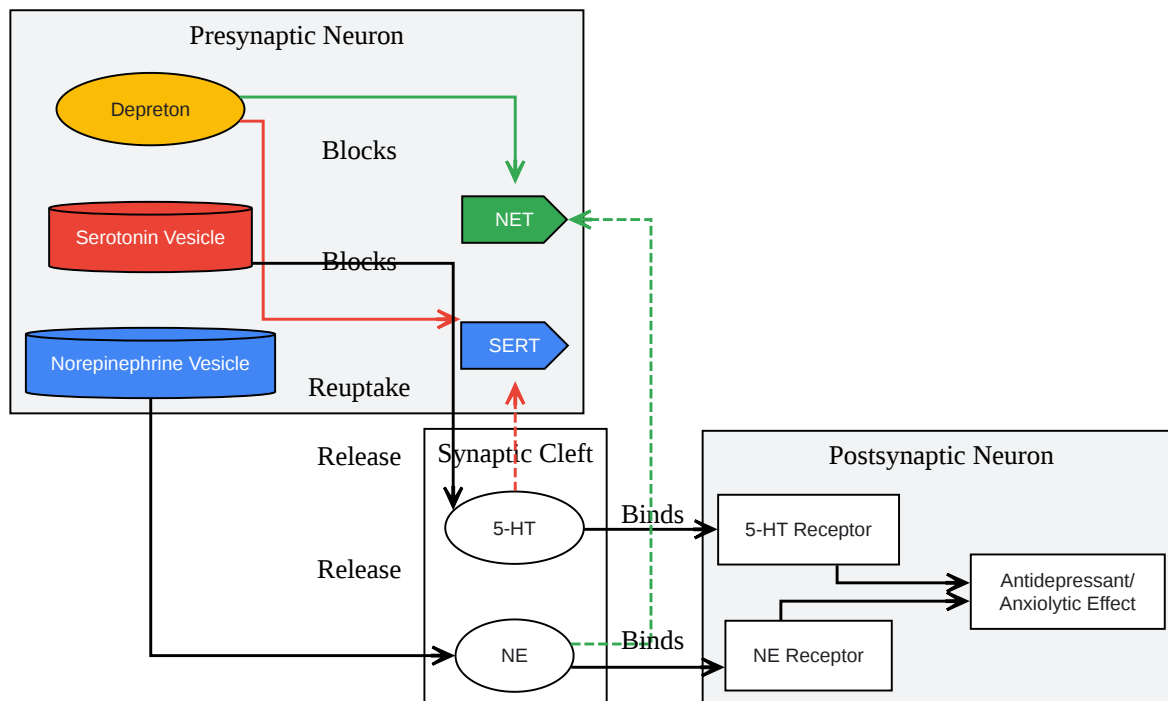 Presynaptic Neuron
Depreton
Blocks
NET
Serotonin Vesicle
Blocks
SERT
Norepinephrine Vesicle
Reuptake
Release
Synaptic Cleft
Postsynaptic Neuron
5-HT
Binds
5-HT Receptor
Release
Antidepressant/
Anxiolytic Effect
NE
Binds
NE Receptor